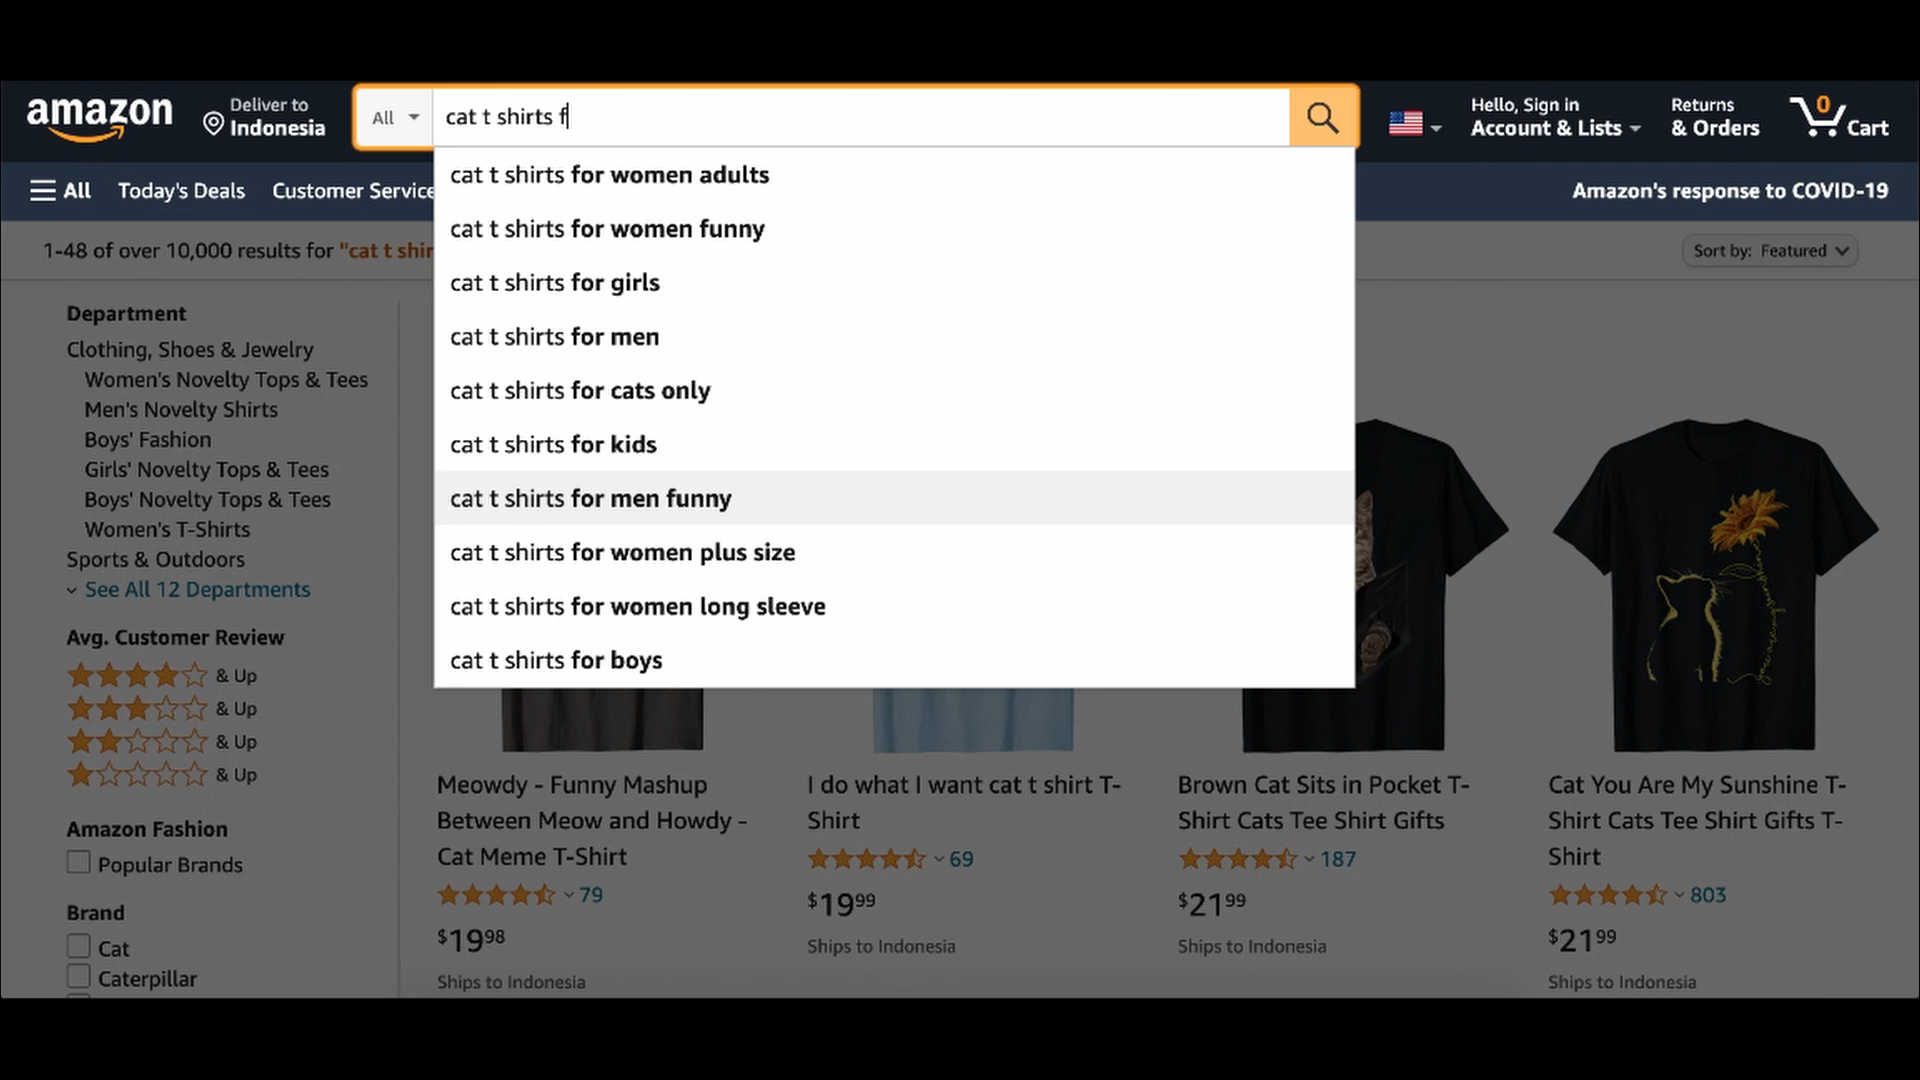 amazon
Deliver to
Indonesia
All
cat t shirts f
Hello, Sign in
Account & Lists
Returns
& Orders
0
Cart
All
Today's Deals
Customer Service
Amazon's response to COVID-19
1-48 of over 10,000 results for "cat t shir
Sort by: Featured
cat t shirts for women adults
cat t shirts for women funny
cat t shirts for girls
cat t shirts for men
cat t shirts for cats only
cat t shirts for kids
cat t shirts for men funny
cat t shirts for women plus size
cat t shirts for women long sleeve
cat t shirts for boys
Department
Clothing, Shoes & Jewelry
Women's Novelty Tops & Tees
Men's Novelty Shirts
Boys' Fashion
Girls' Novelty Tops & Tees
Boys' Novelty Tops & Tees
Women's T-Shirts
Sports & Outdoors
See All 12 Departments
Avg. Customer Review
& Up
& Up
& Up
& Up
Amazon Fashion
Popular Brands
Brand
Cat
Caterpillar
Meowdy - Funny Mashup
Between Meow and Howdy -
Cat Meme T-Shirt
79
$19.98
Ships to Indonesia
I do what I want cat t shirt T-
Shirt
69
$19.99
Ships to Indonesia
Brown Cat Sits in Pocket T-
Shirt Cats Tee Shirt Gifts
187
$21.99
Ships to Indonesia
you are my sunshine
Cat You Are My Sunshine T-
Shirt Cats Tee Shirt Gifts T-
Shirt
803
$21.99
Ships to Indonesia